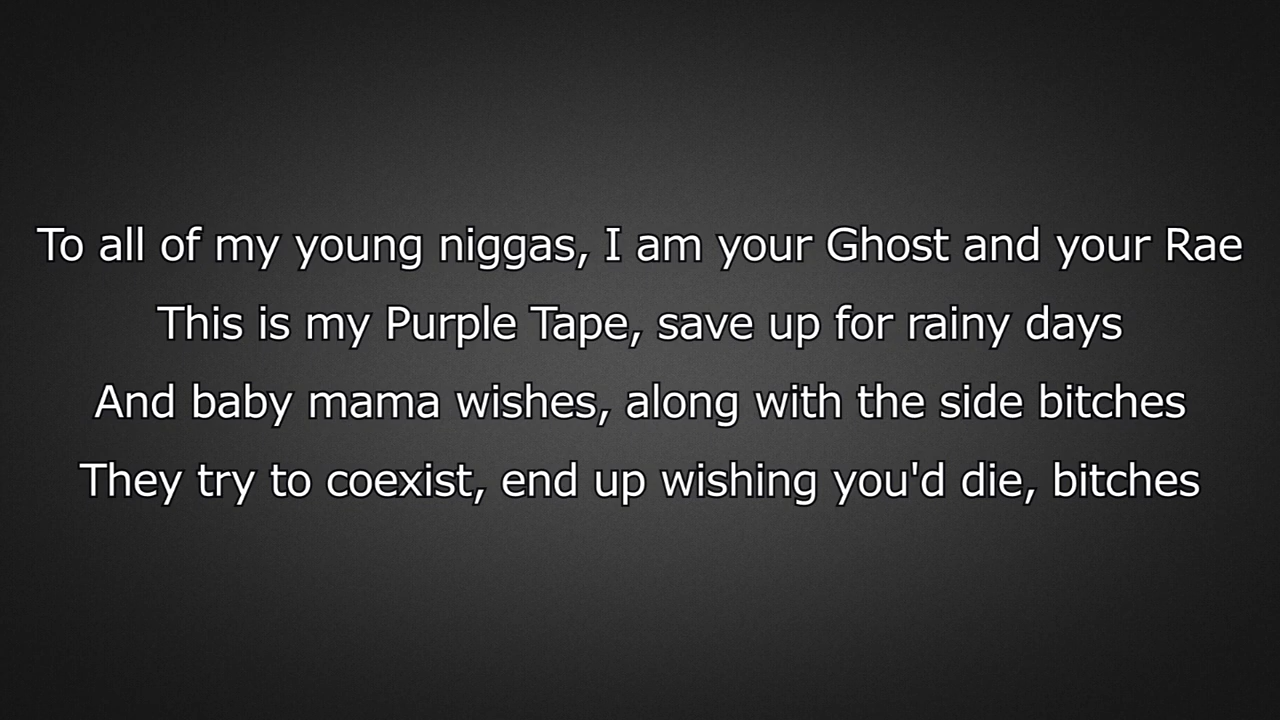 To all of my young niggas, I am your Ghost and your Rae
This is my Purple Tape, save up for rainy days
And baby mama wishes, along with the side bitches
They try to coexist, end up wishing you'd die, bitches